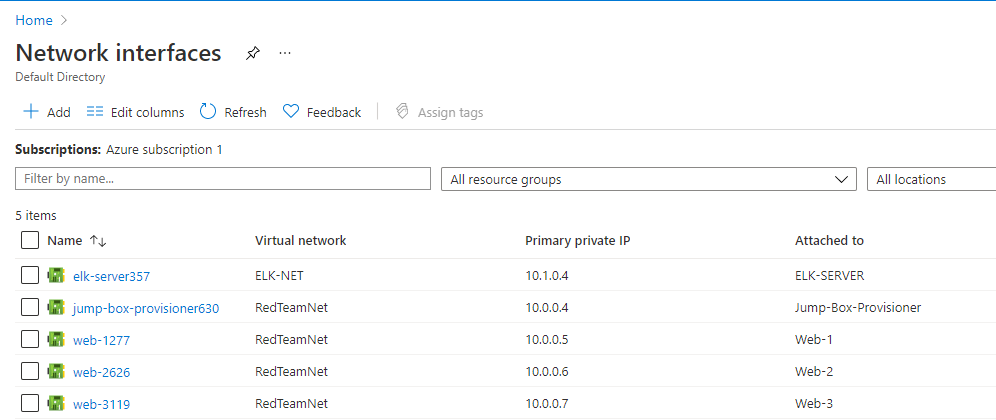 Home
Network interfaces
Default Directory
Add Edit columns Refresh Feedback Assign tags
Subscriptions: Azure subscription 1
Filter by name... All resource groups All locations
5 items
Name Virtual network Primary private IP Attached to
elk-server357 ELK-NET 10.1.0.4 ELK-SERVER
jump-box-provisioner630 RedTeamNet 10.0.0.4 Jump-Box-Provisioner
web-1277 RedTeamNet 10.0.0.5 Web-1
web-2626 RedTeamNet 10.0.0.6 Web-2
web-3119 RedTeamNet 10.0.0.7 Web-3